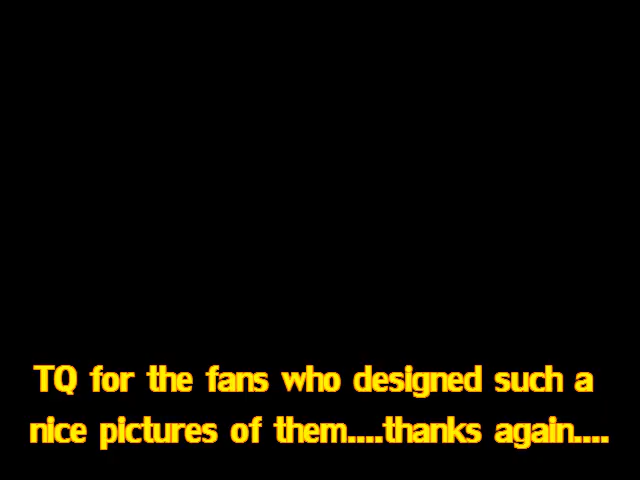 TQ for the fans who designed such a
nice pictures of them....thanks again....